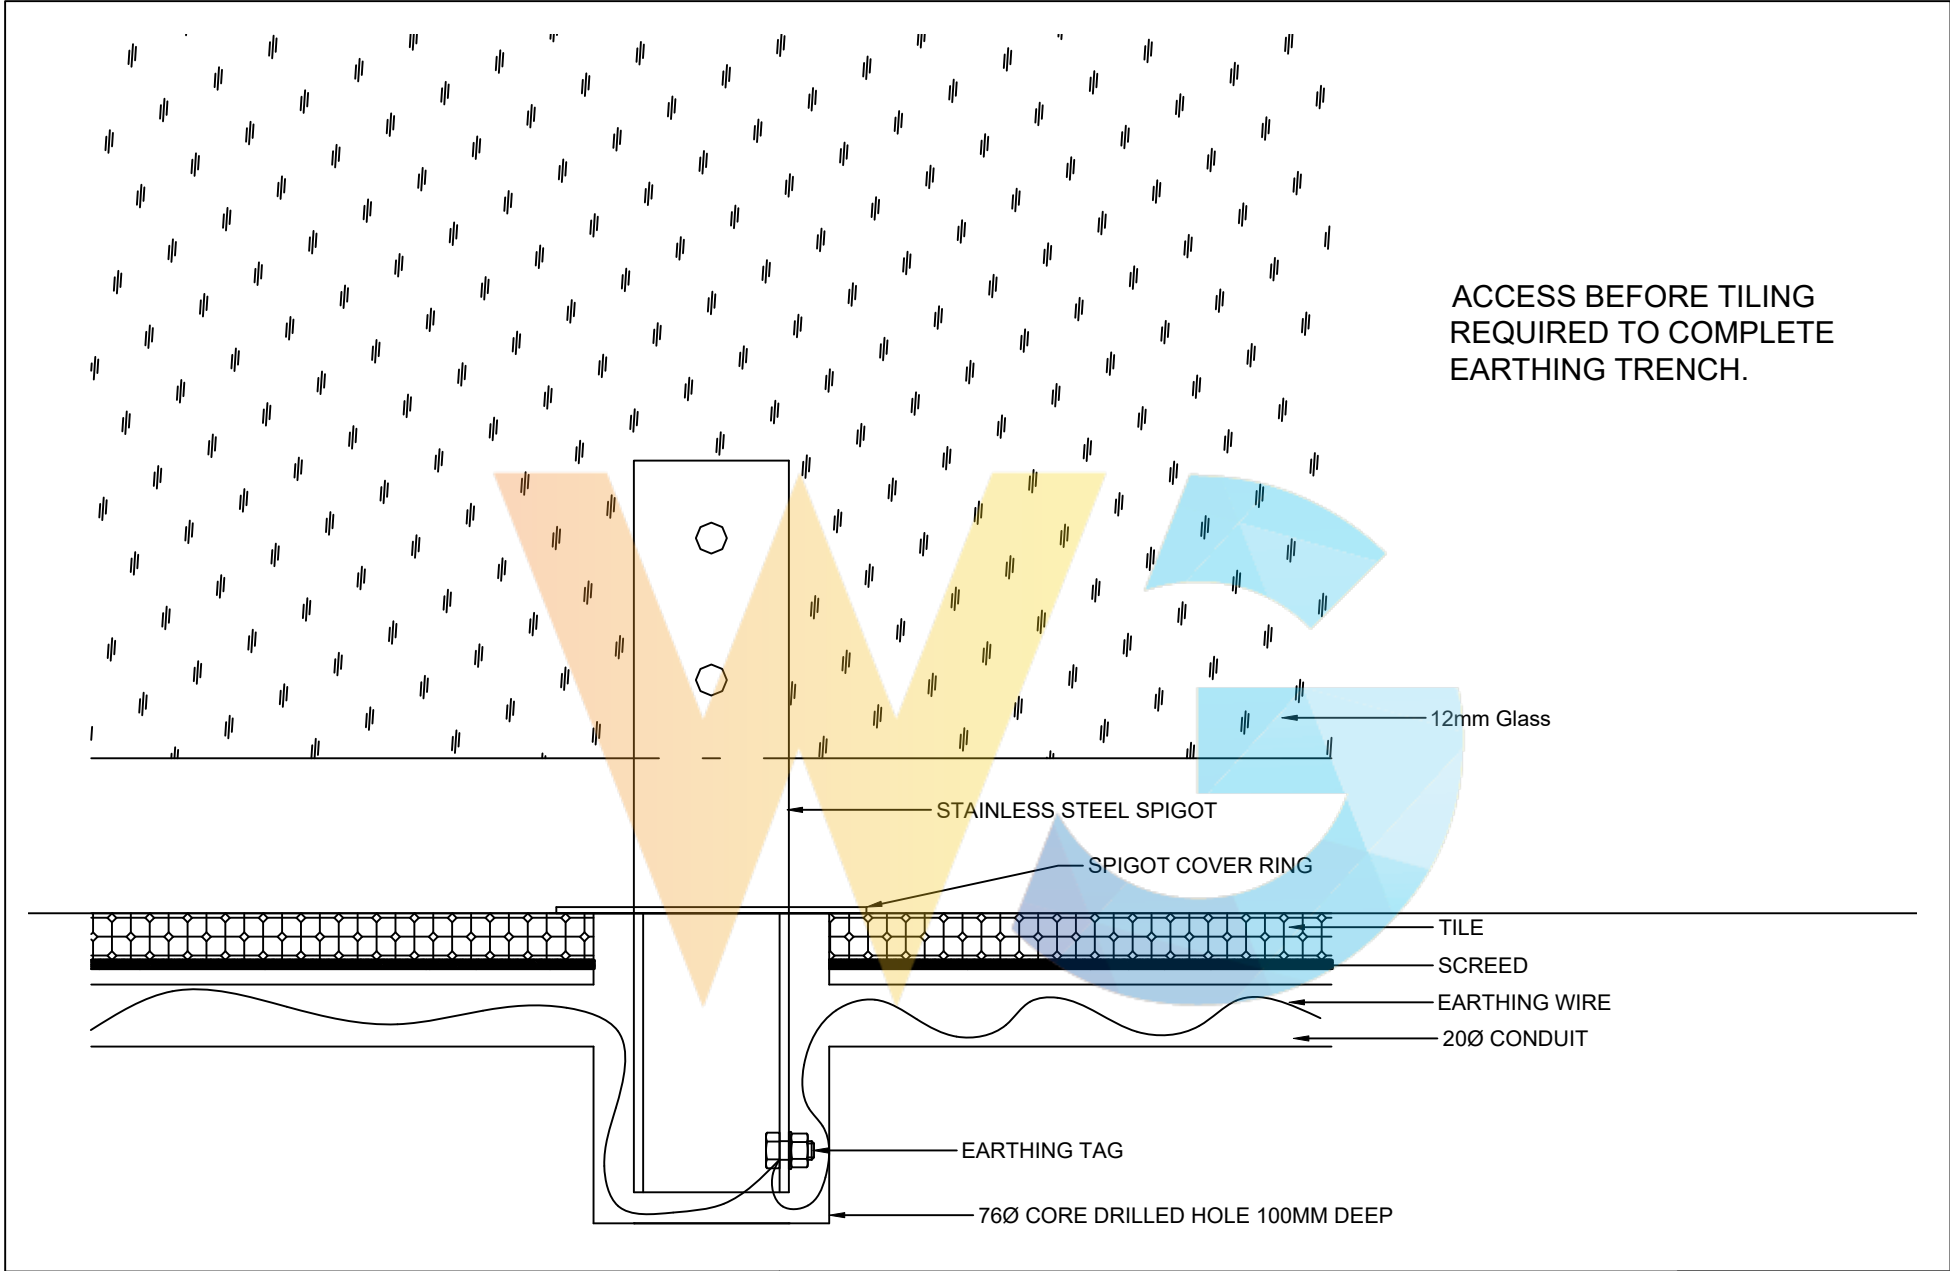 ACCESS BEFORE TILING
REQUIRED TO COMPLETE
EARTHING TRENCH.
12mm Glass
STAINLESS STEEL SPIGOT
SPIGOT COVER RING
TILE
SCREED
EARTHING WIRE
20Ø CONDUIT
EARTHING TAG
76Ø CORE DRILLED HOLE 100MM DEEP
WG